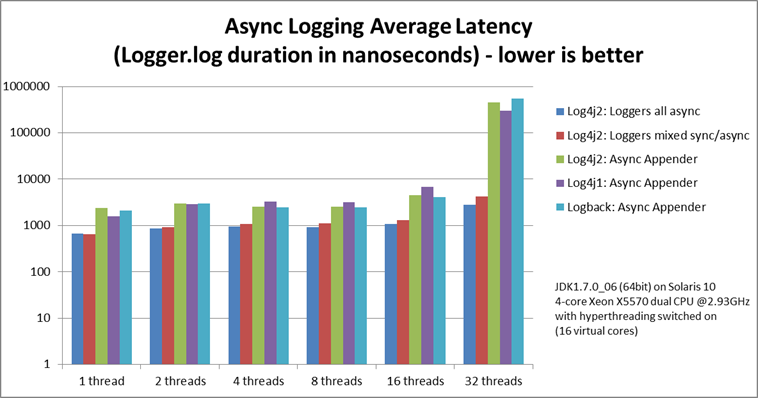 Async Logging Average Latency
(Logger.log duration in nanoseconds) - lower is better
1000000
100000
10000
1000
100
10
1
1 thread
2 threads
4 threads
8 threads
16 threads
32 threads
Log4j2: Loggers all async
Log4j2: Loggers mixed sync/async
Log4j2: Async Appender
Log4j1: Async Appender
Logback: Async Appender
JDK1.7.0_06 (64bit) on Solaris 10
4-core Xeon X5570 dual CPU @2.93GHz
with hyperthreading switched on
(16 virtual cores)